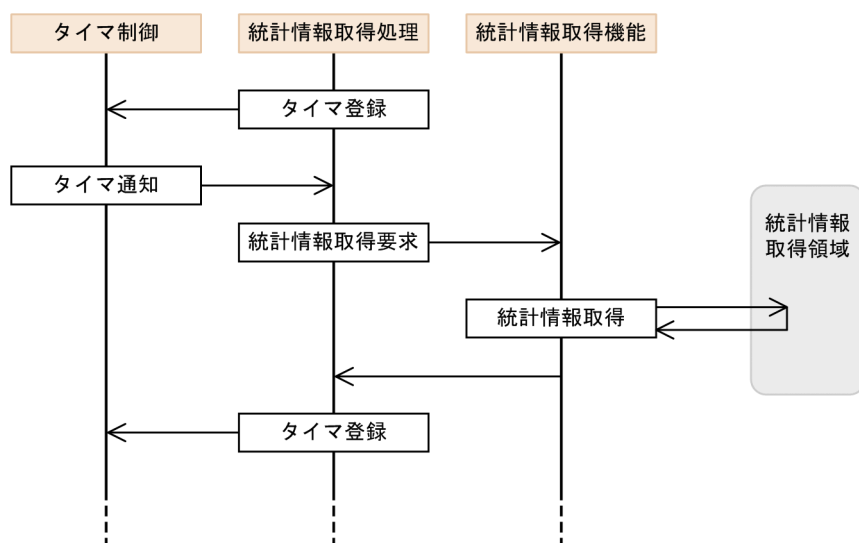 タイマ制御
統計情報取得処理
統計情報取得機能
タイマ登録
タイマ通知
統計情報取得要求
統計情報
取得領域
統計情報取得
タイマ登録